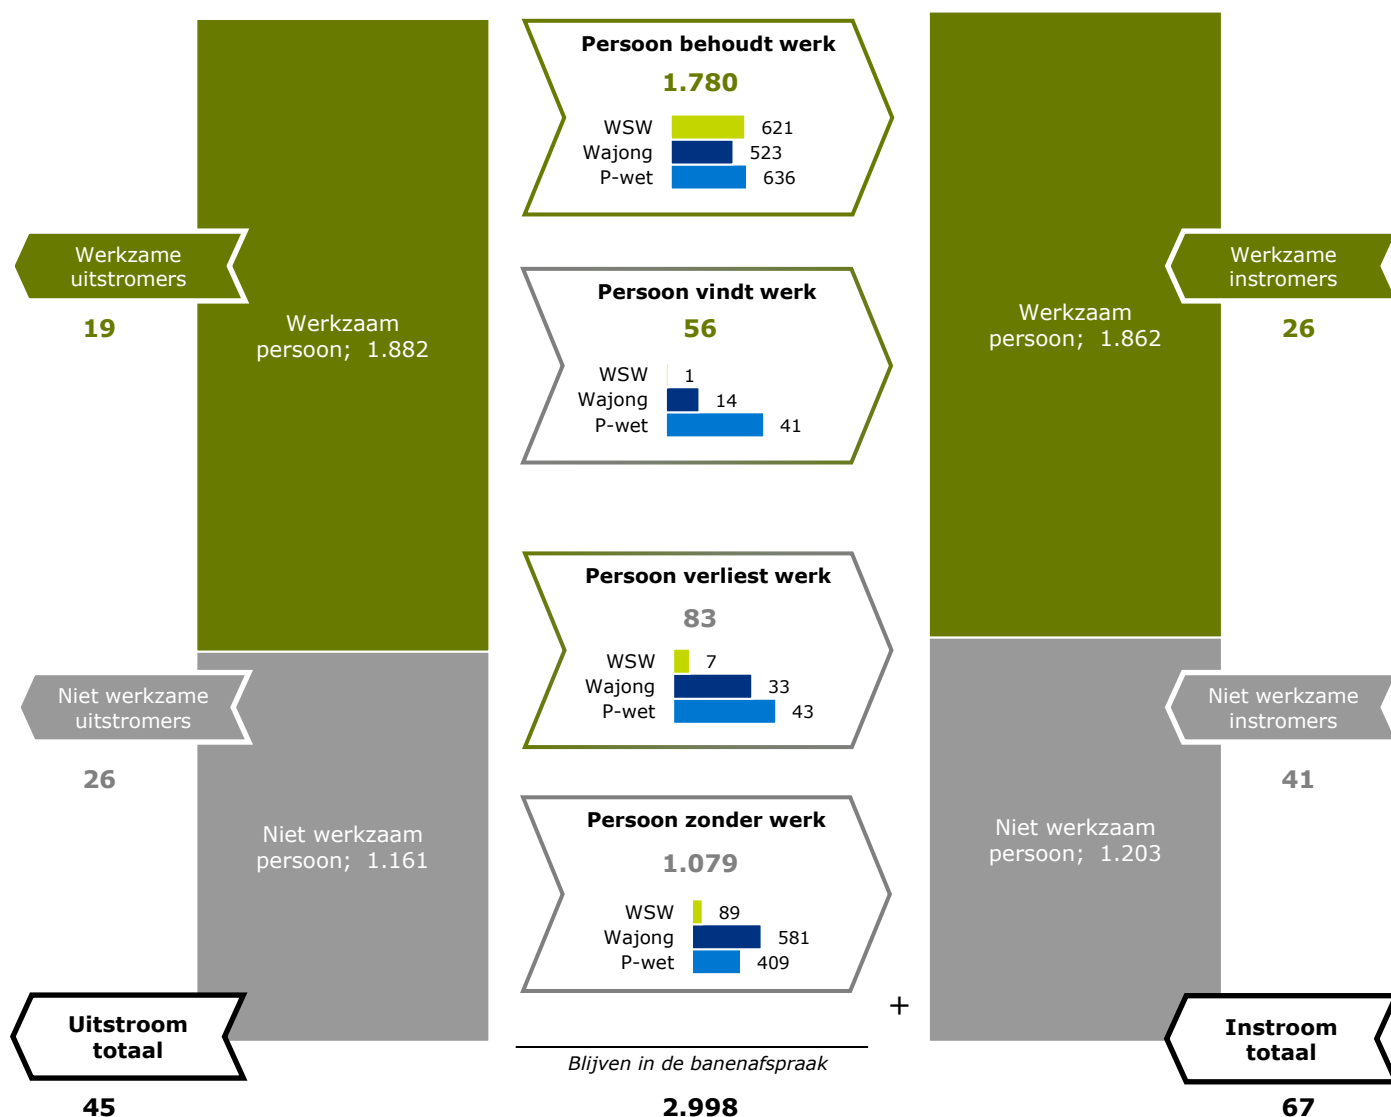 Werkzame
uitstromers
19
Niet werkzame
uitstromers
26
Uitstroom
totaal
45
Werkzaam
persoon; 1.882
Niet werkzaam
persoon; 1.161
Persoon behoudt werk
1.780
WSW 621
Wajong 523
P-wet 636
Persoon vindt werk
56
WSW 1
Wajong 14
P-wet 41
Persoon verliest werk
83
WSW 7
Wajong 33
P-wet 43
Persoon zonder werk
1.079
WSW 89
Wajong 581
P-wet 409
+
Blijven in de banenafspraak
2.998
Werkzaam
persoon; 1.862
Niet werkzaam
persoon; 1.203
Werkzame
instromers
26
Niet werkzame
instromers
41
Instroom
totaal
67